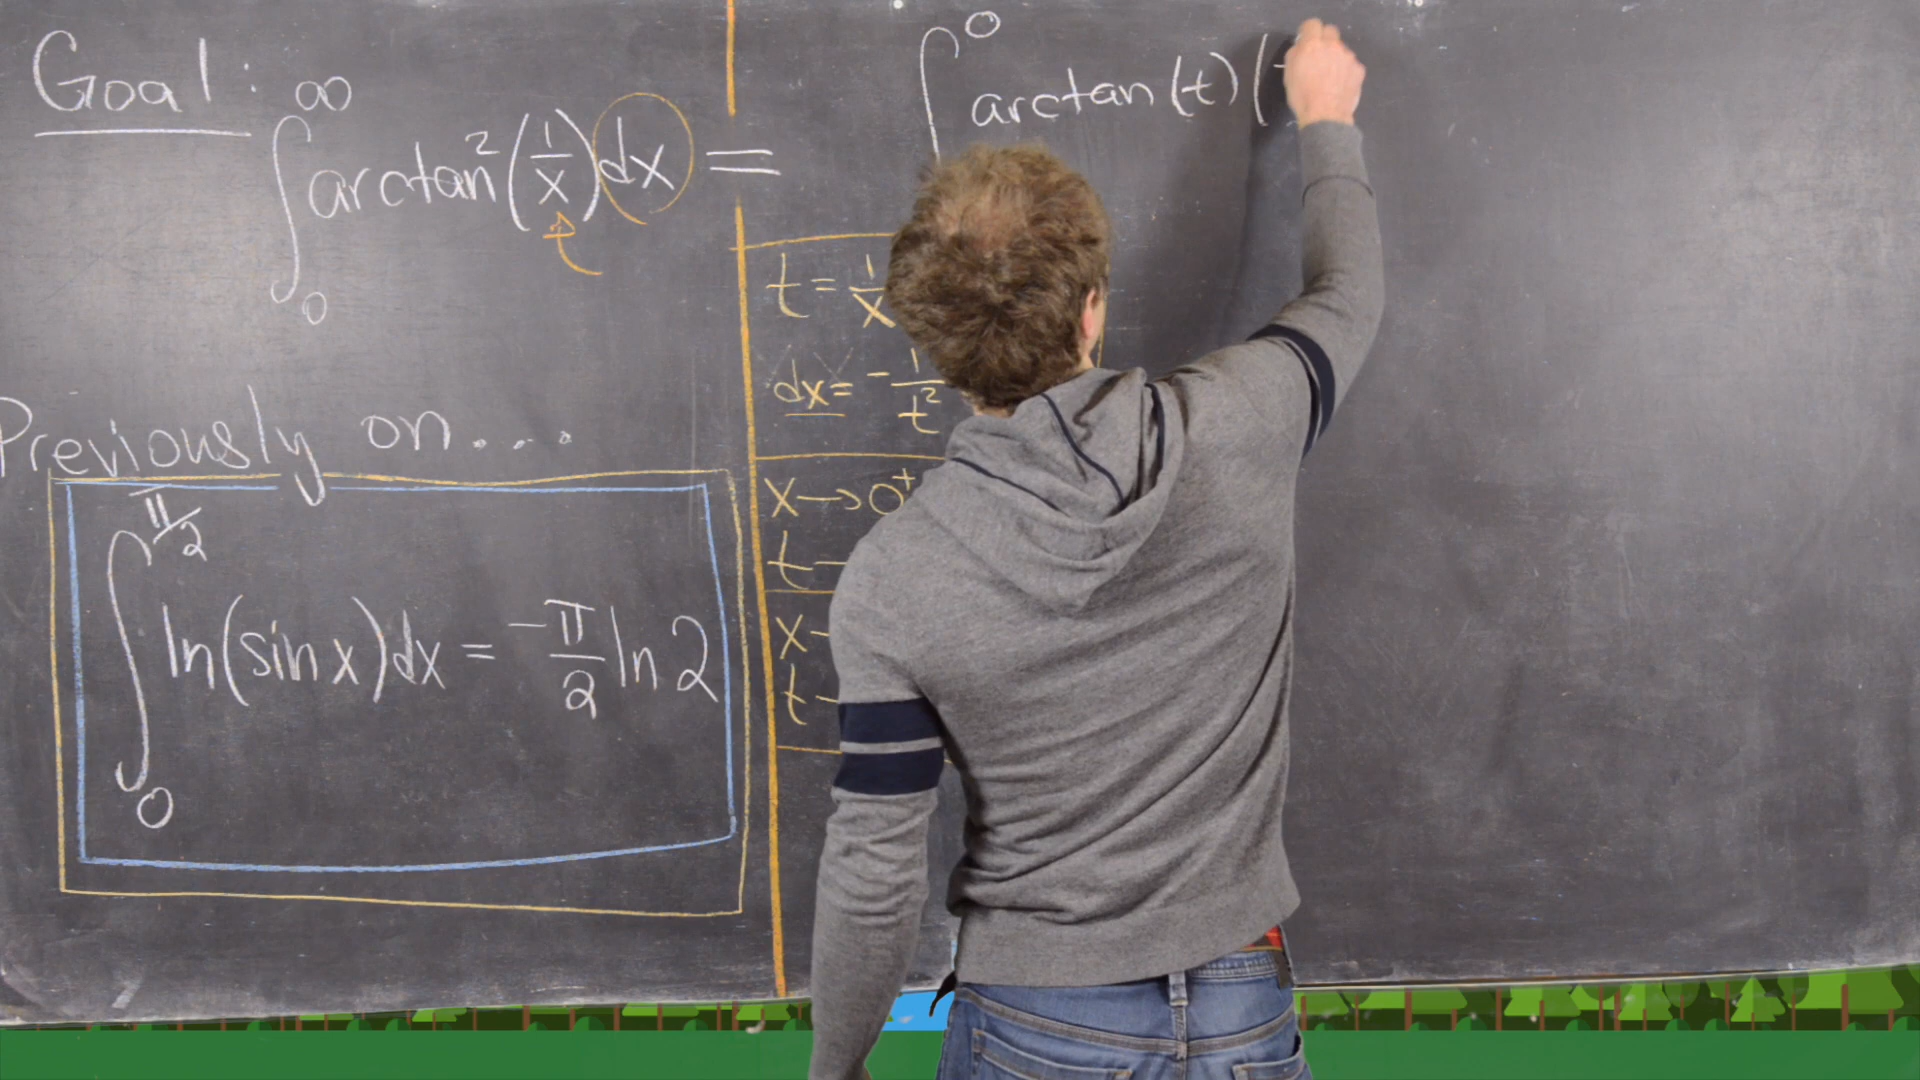 Goal:
∫₀^∞ arctan²(1/x)dx =
Previously on....
∫₀^{π/2} ln(sin x)dx = -π/2 ln 2
∫^0 arctan(t)(
t = 1/x
dx = -1/t²
x → 0⁺
t
x
t